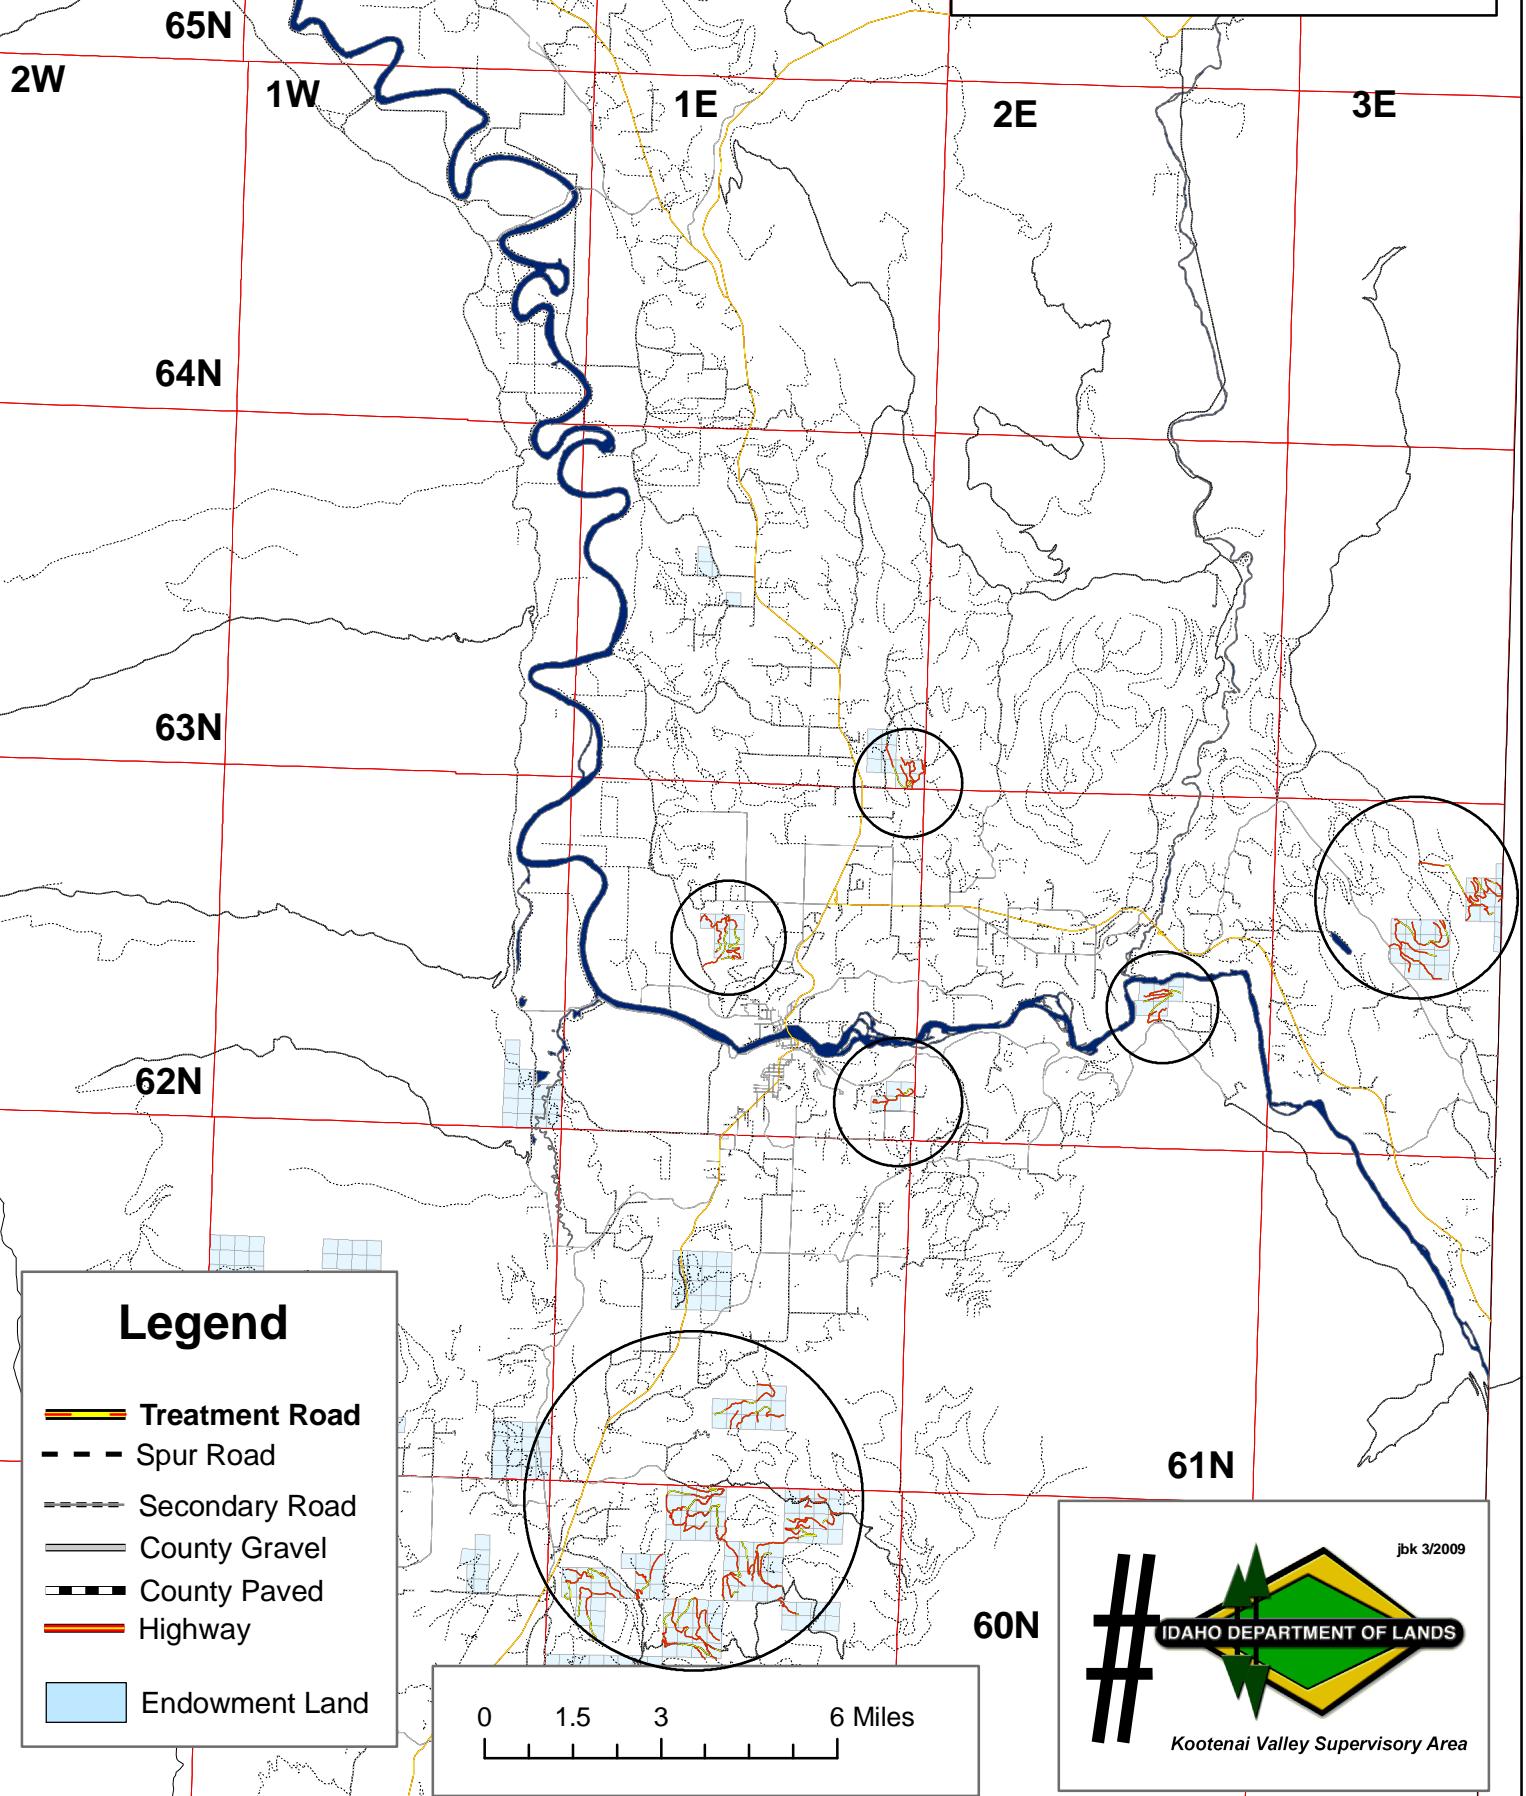 65N
2W
1W
1E
2E
3E
64N
63N
62N
61N
60N
Legend
Treatment Road
Spur Road
Secondary Road
County Gravel
County Paved
Highway
Endowment Land
0 1.5 3 6 Miles
jbk 3/2009
#
IDAHO DEPARTMENT OF LANDS
Kootenai Valley Supervisory Area